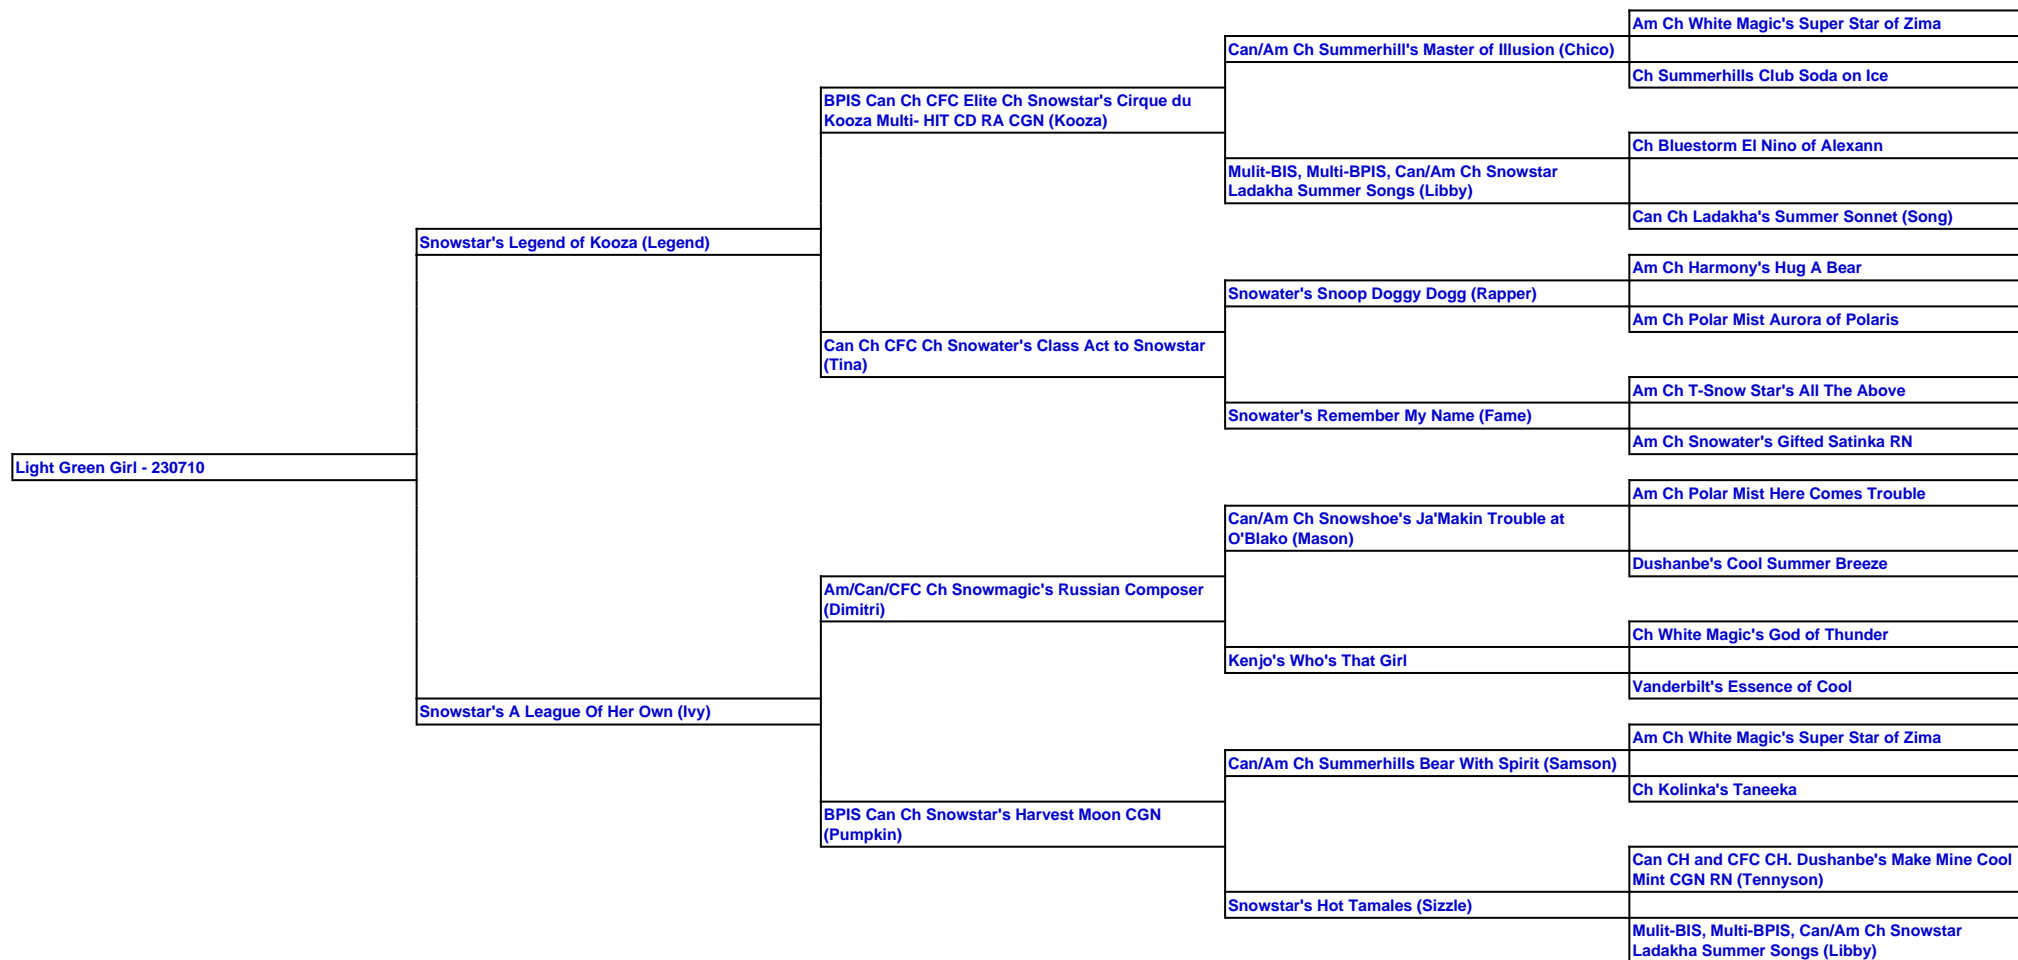 Am Ch White Magic's Super Star of Zima
Can/Am Ch Summerhill's Master of Illusion (Chico)
Ch Summerhills Club Soda on Ice
BPIS Can Ch CFC Elite Ch Snowstar's Cirque du
Kooza Multi- HIT CD RA CGN (Kooza)
Ch Bluestorm El Nino of Alexann
Mulit-BIS, Multi-BPIS, Can/Am Ch Snowstar
Ladakha Summer Songs (Libby)
Can Ch Ladakha's Summer Sonnet (Song)
Snowstar's Legend of Kooza (Legend)
Am Ch Harmony's Hug A Bear
Snowater's Snoop Doggy Dogg (Rapper)
Am Ch Polar Mist Aurora of Polaris
Can Ch CFC Ch Snowater's Class Act to Snowstar
(Tina)
Am Ch T-Snow Star's All The Above
Snowater's Remember My Name (Fame)
Am Ch Snowater's Gifted Satinka RN
Light Green Girl - 230710
Am Ch Polar Mist Here Comes Trouble
Can/Am Ch Snowshoe's Ja'Makin Trouble at
O'Blako (Mason)
Dushanbe's Cool Summer Breeze
Am/Can/CFC Ch Snowmagic's Russian Composer
(Dimitri)
Ch White Magic's God of Thunder
Kenjo's Who's That Girl
Vanderbilt's Essence of Cool
Snowstar's A League Of Her Own (Ivy)
Am Ch White Magic's Super Star of Zima
Can/Am Ch Summerhills Bear With Spirit (Samson)
Ch Kolinka's Taneeka
BPIS Can Ch Snowstar's Harvest Moon CGN
(Pumpkin)
Can CH and CFC CH. Dushanbe's Make Mine Cool
Mint CGN RN (Tennyson)
Snowstar's Hot Tamales (Sizzle)
Mulit-BIS, Multi-BPIS, Can/Am Ch Snowstar
Ladakha Summer Songs (Libby)